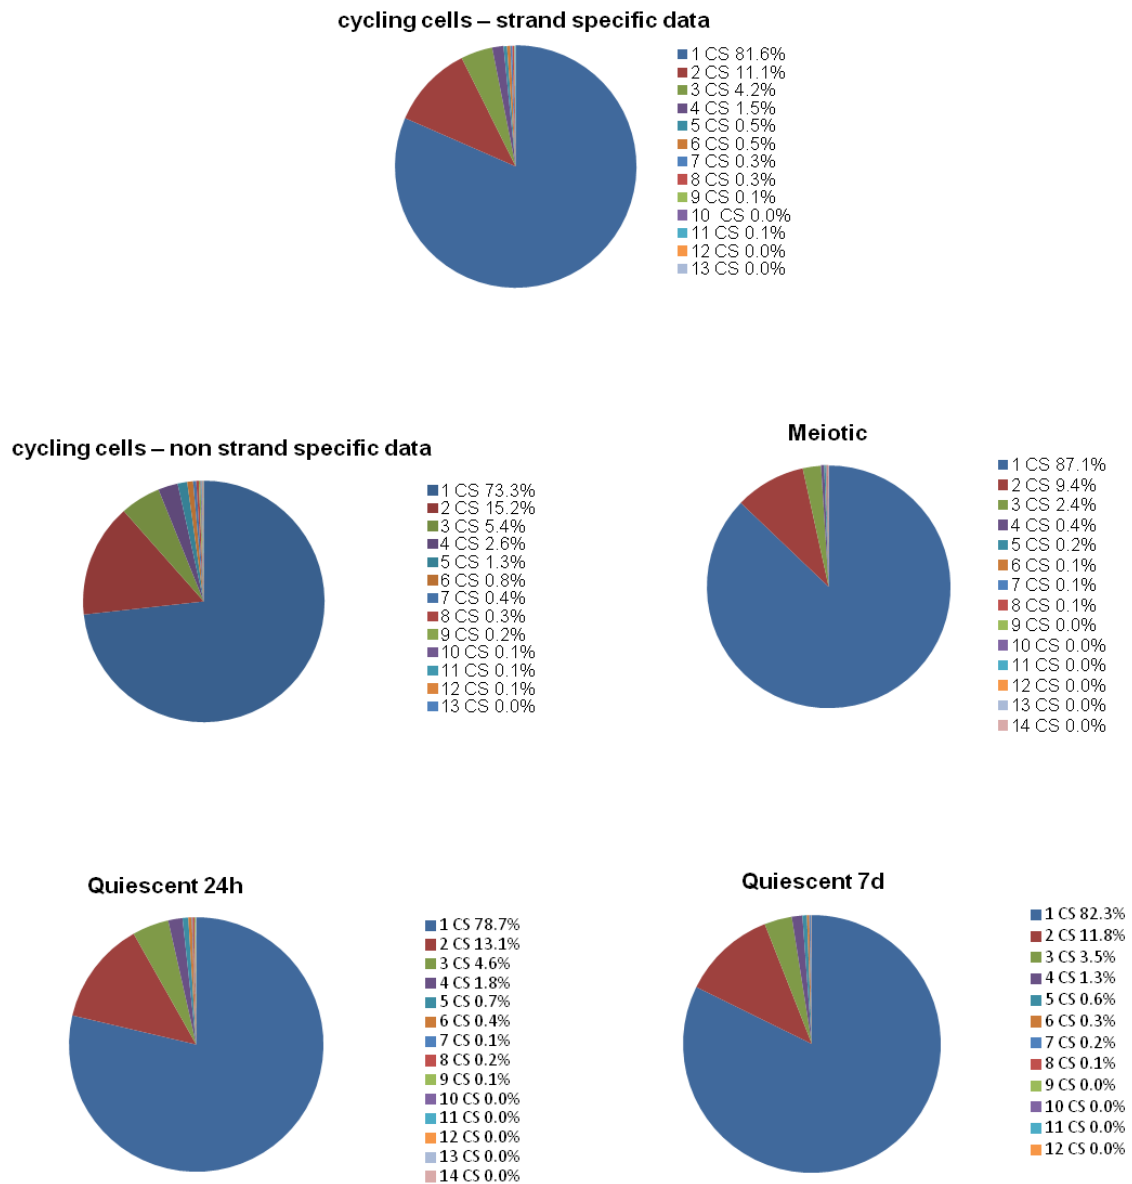 cycling cells – strand specific data
1 CS 81.6%
2 CS 11.1%
3 CS 4.2%
4 CS 1.5%
5 CS 0.5%
6 CS 0.5%
7 CS 0.3%
8 CS 0.3%
9 CS 0.1%
10 CS 0.0%
11 CS 0.1%
12 CS 0.0%
13 CS 0.0%
cycling cells – non strand specific data
1 CS 73.3%
2 CS 15.2%
3 CS 5.4%
4 CS 2.6%
5 CS 1.3%
6 CS 0.8%
7 CS 0.4%
8 CS 0.3%
9 CS 0.2%
10 CS 0.1%
11 CS 0.1%
12 CS 0.1%
13 CS 0.0%
Meiotic
1 CS 87.1%
2 CS 9.4%
3 CS 2.4%
4 CS 0.4%
5 CS 0.2%
6 CS 0.1%
7 CS 0.1%
8 CS 0.1%
9 CS 0.0%
10 CS 0.0%
11 CS 0.0%
12 CS 0.0%
13 CS 0.0%
14 CS 0.0%
Quiescent 24h
1 CS 78.7%
2 CS 13.1%
3 CS 4.6%
4 CS 1.8%
5 CS 0.7%
6 CS 0.4%
7 CS 0.1%
8 CS 0.2%
9 CS 0.1%
10 CS 0.0%
11 CS 0.0%
12 CS 0.0%
13 CS 0.0%
14 CS 0.0%
Quiescent 7d
1 CS 82.3%
2 CS 11.8%
3 CS 3.5%
4 CS 1.3%
5 CS 0.6%
6 CS 0.3%
7 CS 0.2%
8 CS 0.1%
9 CS 0.0%
10 CS 0.0%
11 CS 0.0%
12 CS 0.0%